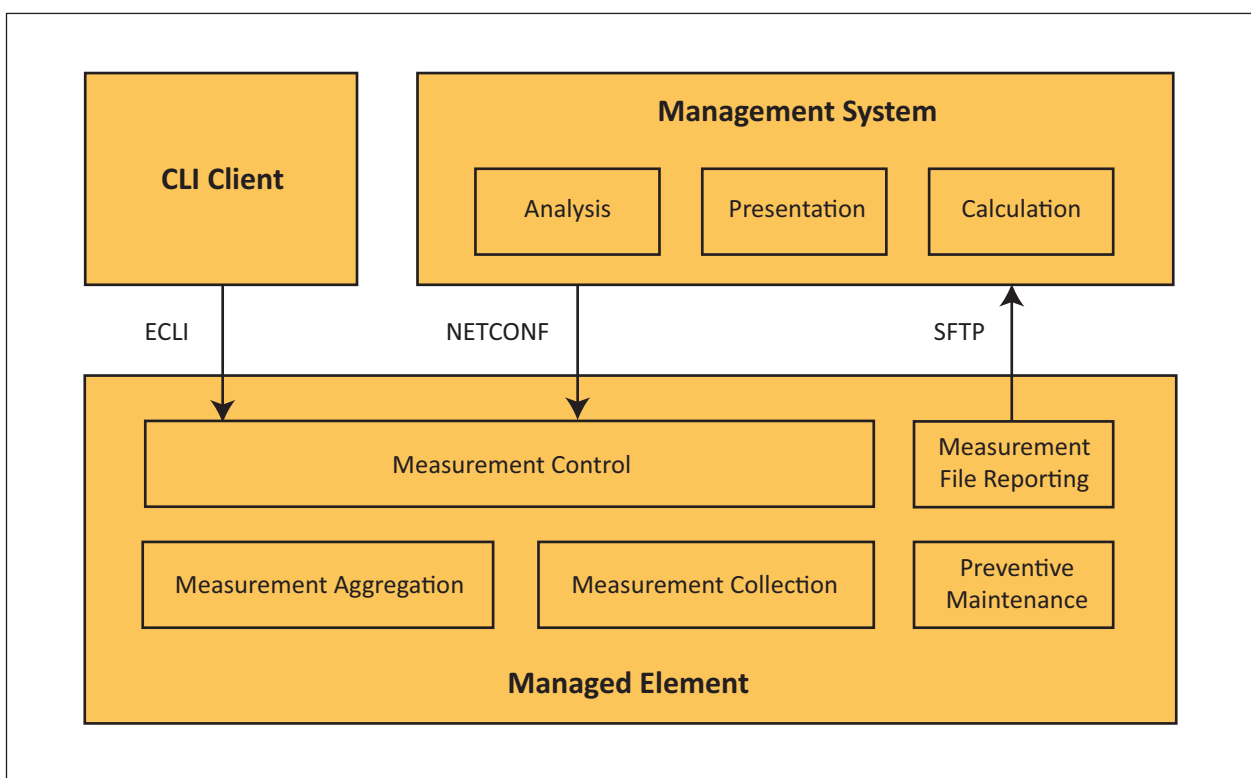 CLI Client
Management System
Analysis
Presentation
Calculation
ECLI
NETCONF
SFTP
Measurement Control
Measurement
File Reporting
Measurement Aggregation
Measurement Collection
Preventive
Maintenance
Managed Element